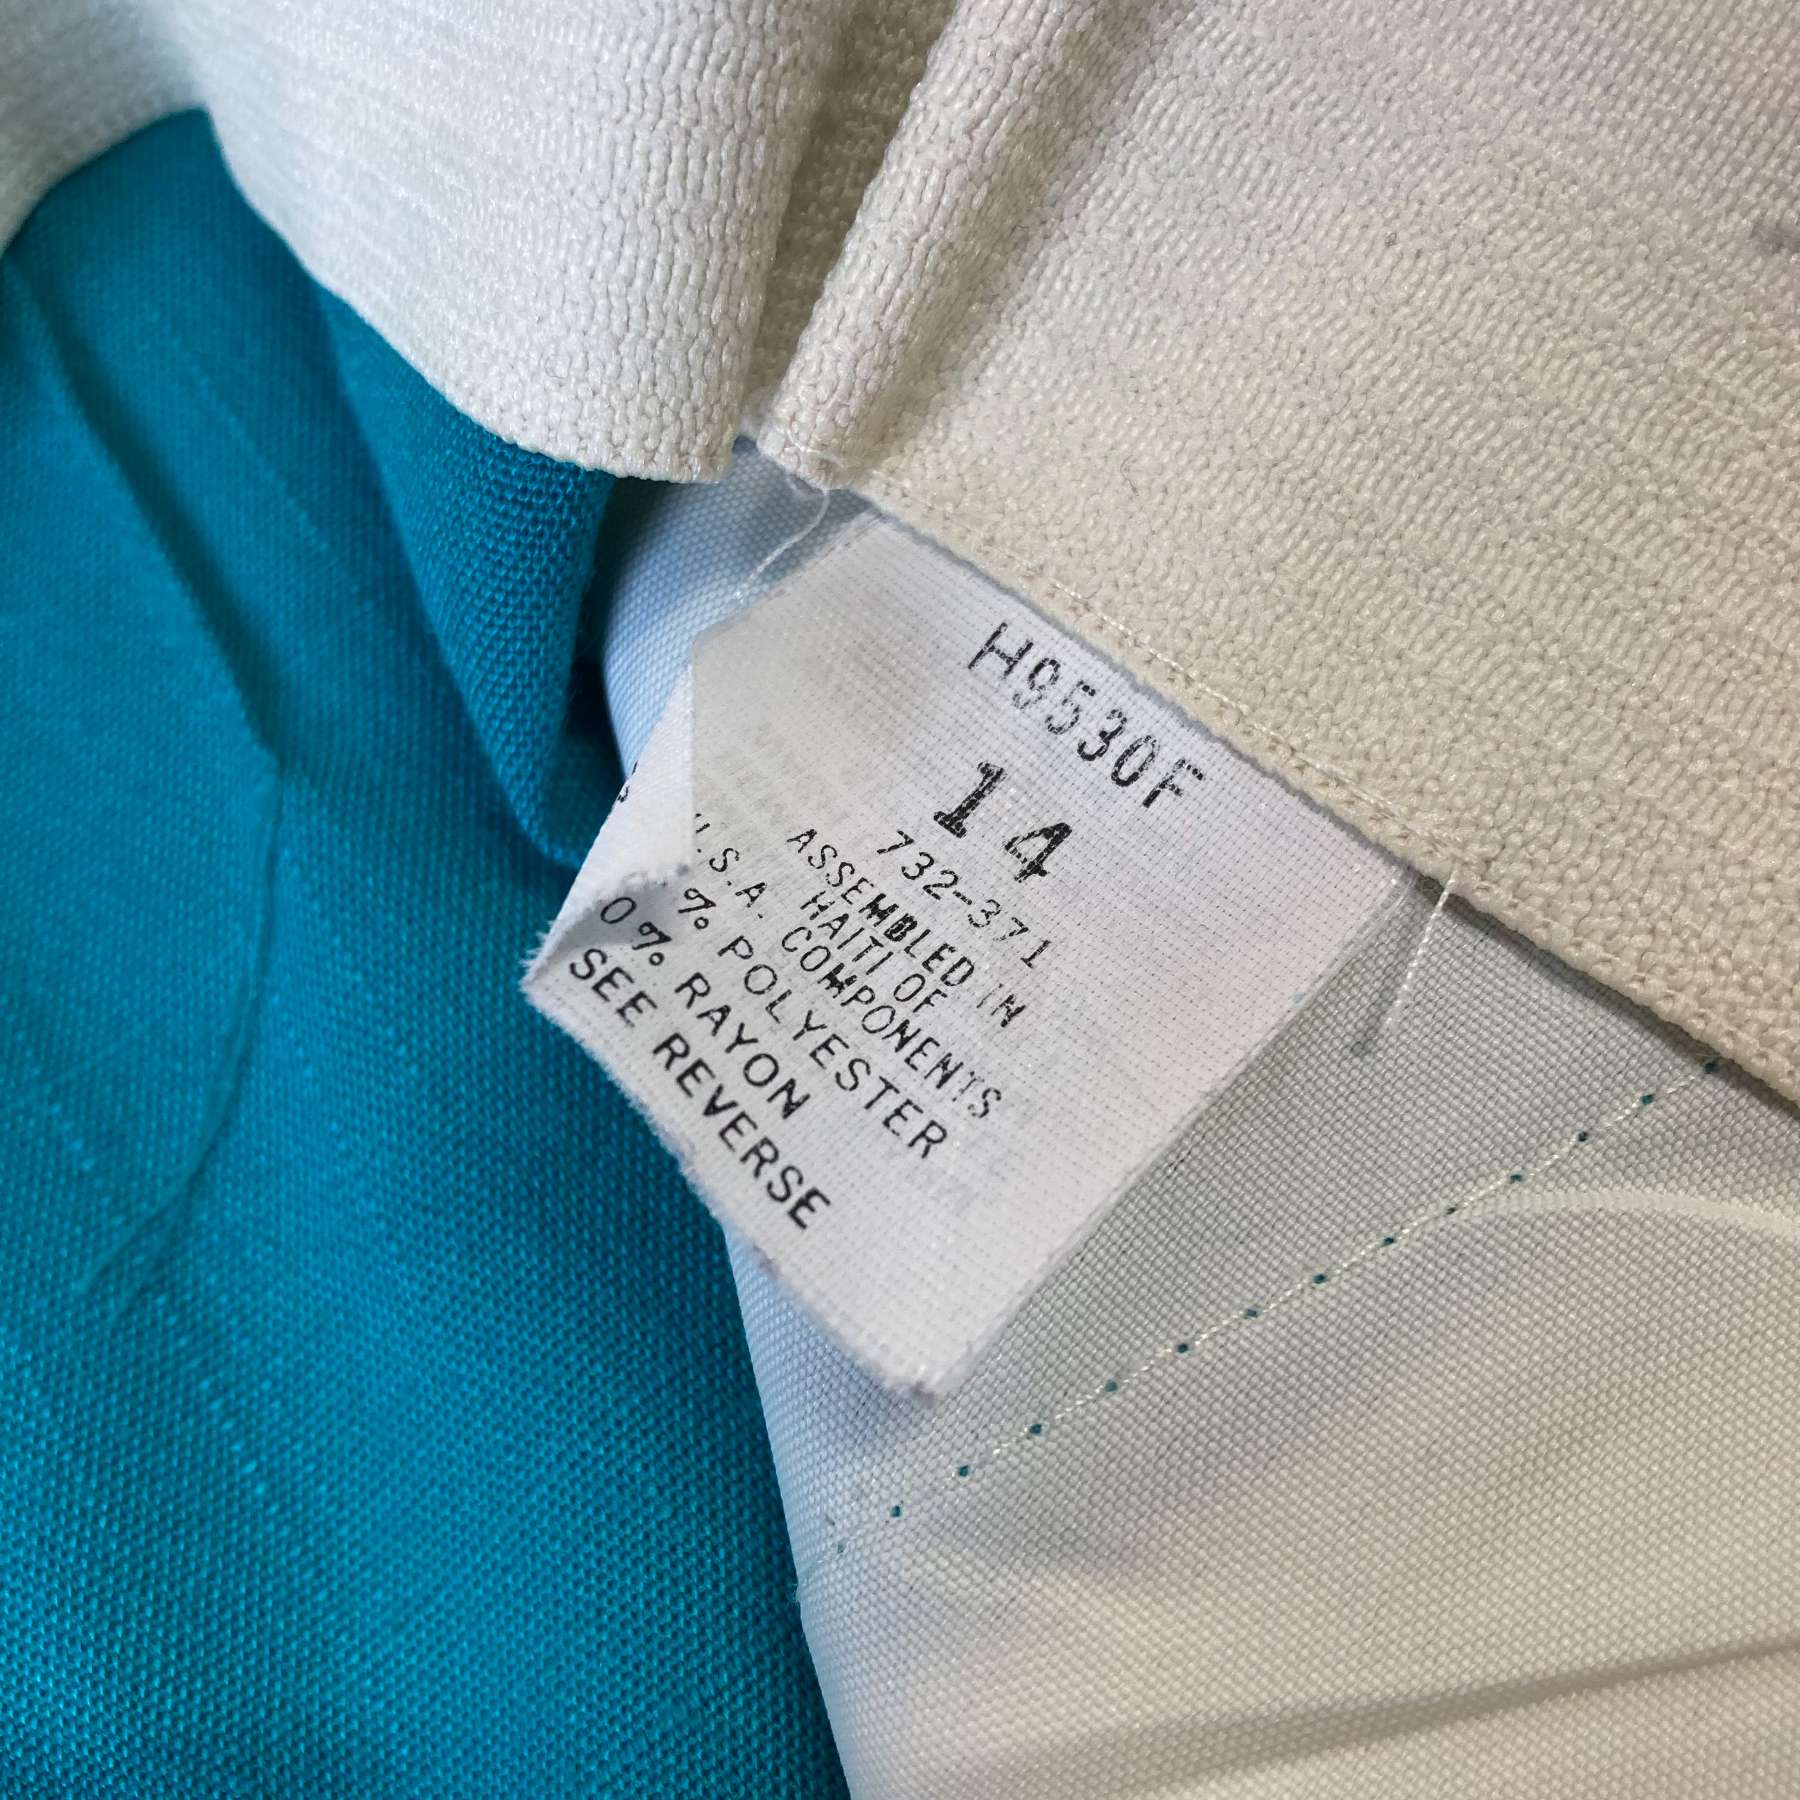 H9530F
14
732-371
ASSEMBLED IN
HAITI OF
U.S.A. COMPONENTS
% POLYESTER
0% RAYON
SEE REVERSE